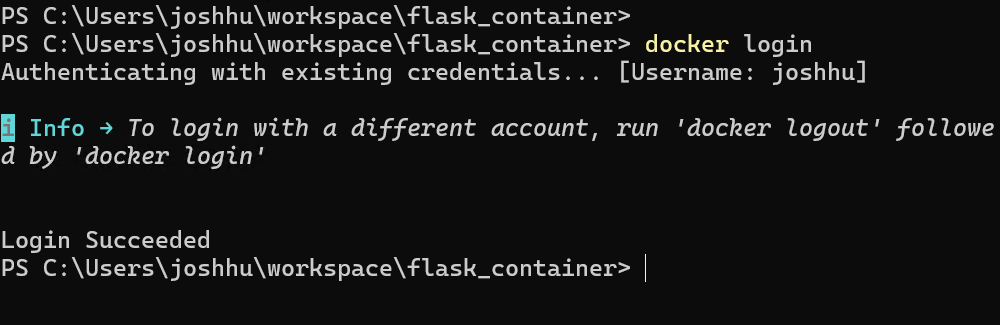 PS C:\Users\joshhu\workspace\flask_container>
PS C:\Users\joshhu\workspace\flask_container> docker login
Authenticating with existing credentials... [Username: joshhu]
i Info → To login with a different account, run 'docker logout' followe
d by 'docker login'
Login Succeeded
PS C:\Users\joshhu\workspace\flask_container>